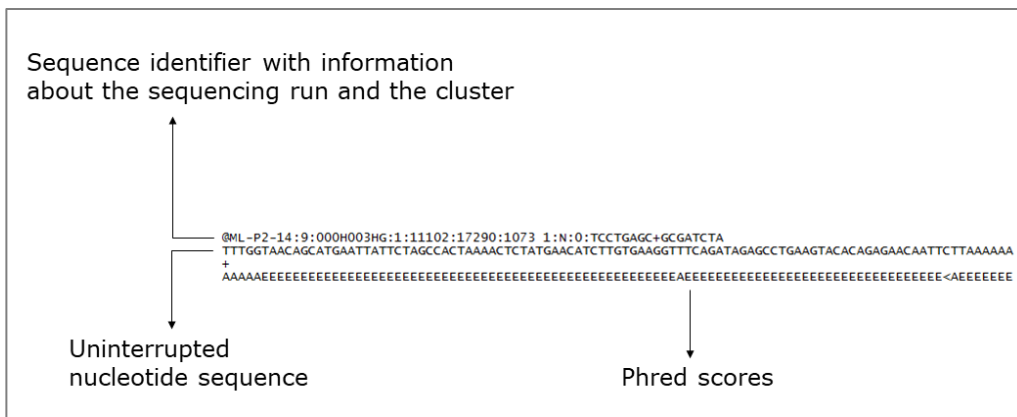 Sequence identifier with information
about the sequencing run and the cluster
@ML-P2-14:9:000H003HG:1:11102:17290:1073 1:N:0:TCCTGAGC+GCGATCTA
TTTGGTAACAGCATGAATTATTCTAGCCACTAAAACTCTATGAACATCTTGTGAAGGTTTCAGATAGAGCCTGAAGTACACAGAGAACAATTCTTAAAAAA
+
AAAAAEEEEEEEEEEEEEEEEEEEEEEEEEEEEEEEEEEEEEEEEEEEEEEEEEEEEEAEEEEEEEEEEEEEEEEEEEEEEEEEEEEEEEEE<AEEEEEEE
Uninterrupted
nucleotide sequence
Phred scores